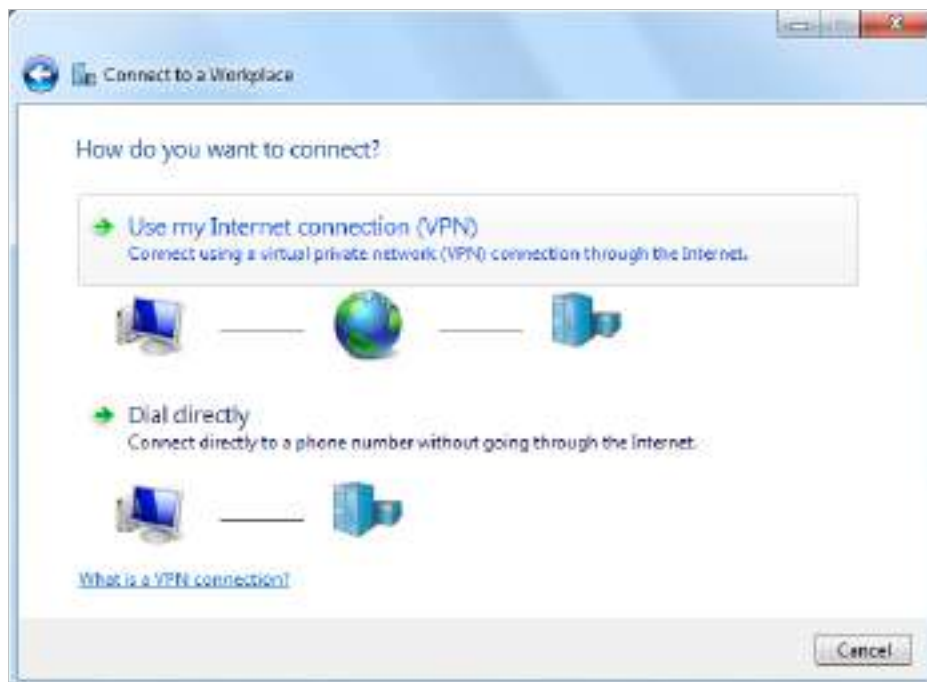 Connect to a Workplace
How do you want to connect?
Use my Internet connection (VPN)
Connect using a virtual private network (VPN) connection through the Internet.
Dial directly
Connect directly to a phone number without going through the Internet.
What is a VPN connection?
Cancel